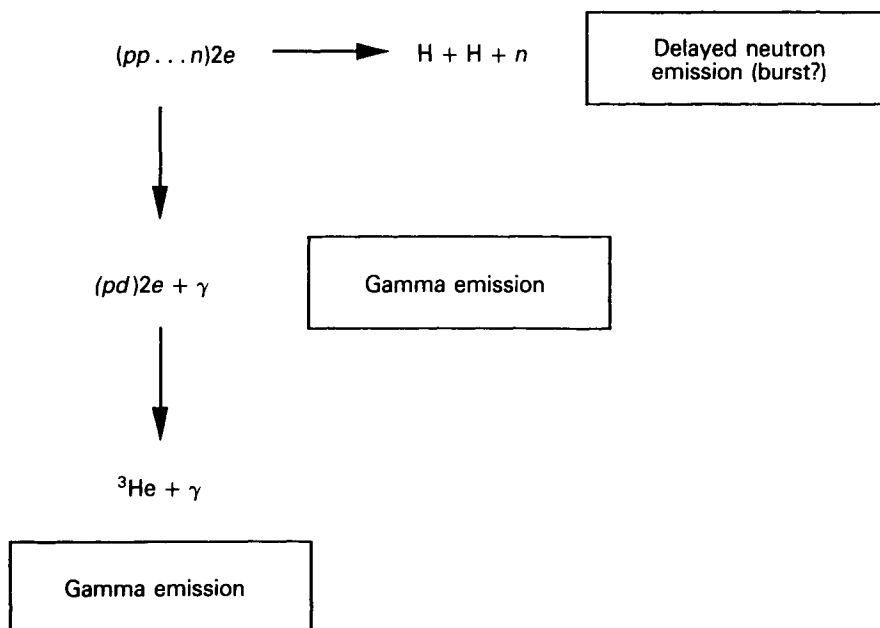 (pp . . . n)2e
H + H + n
Delayed neutron
emission (burst?)
(pd)2e + γ
Gamma emission
³He + γ
Gamma emission